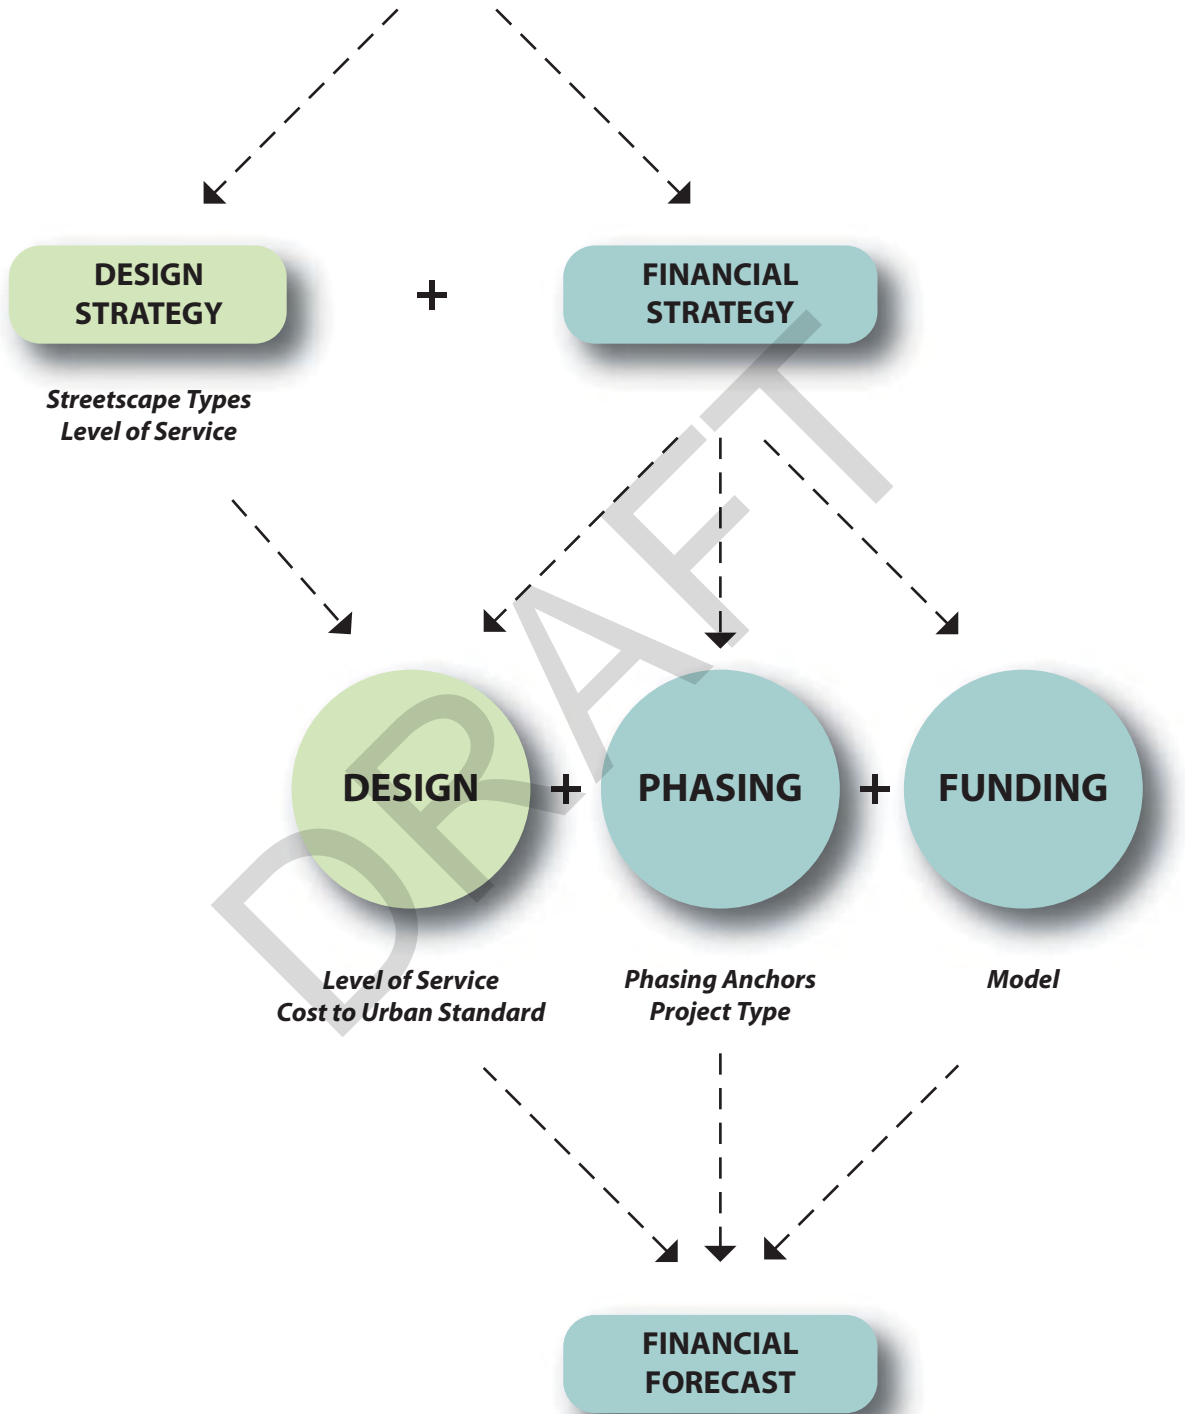 DESIGN
STRATEGY
+
FINANCIAL
STRATEGY
Streetscape Types
Level of Service
DESIGN
+
PHASING
+
FUNDING
Level of Service
Cost to Urban Standard
Phasing Anchors
Project Type
Model
FINANCIAL
FORECAST
DRAFT